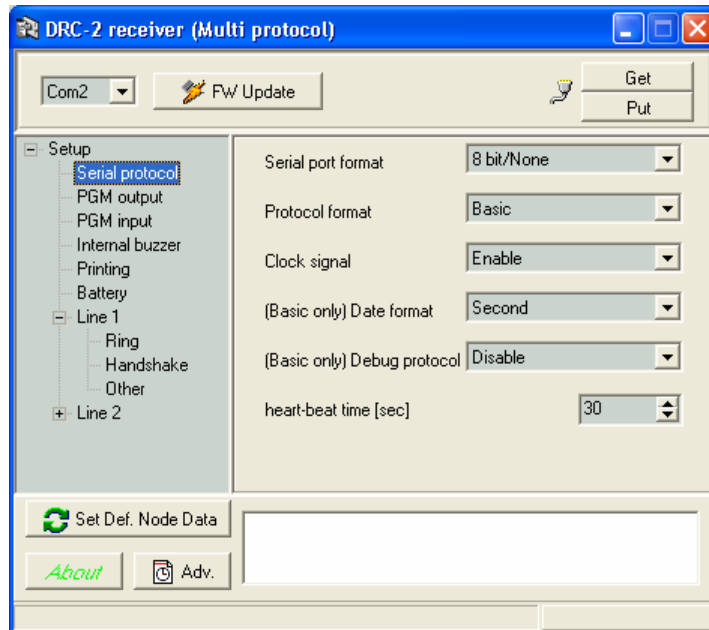 DRC-2 receiver (Multi protocol)
Com2
FW Update
Get
Put
Setup
Serial protocol
PGM output
PGM input
Internal buzzer
Printing
Battery
Line 1
Ring
Handshake
Other
Line 2
Serial port format
8 bit/None
Protocol format
Basic
Clock signal
Enable
(Basic only) Date format
Second
(Basic only) Debug protocol
Disable
heart-beat time [sec]
30
Set Def. Node Data
About
Adv.